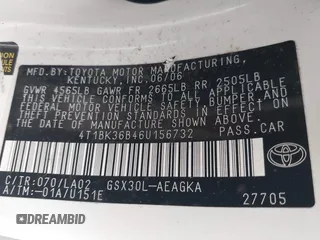 MFD. BY: TOYOTA MOTOR MANUFACTURING,
KENTUCKY, INC. 06/06
GVWR 4565LB GAWR FR 2665LB RR 2505LB
THIS VEHICLE CONFORMS TO ALL APPLICABLE
FEDERAL MOTOR VEHICLE SAFETY, BUMPER, AND
THEFT PREVENTION STANDARDS IN EFFECT ON
THE DATE OF MANUFACTURE SHOWN ABOVE.
4T1BK36B46U156732 PASS. CAR
TOYOTA
C/TR:070/LA02 GSX30L-AEAGKA
A/TM:-01A/U151E 27705
AUTOBIDMASTER